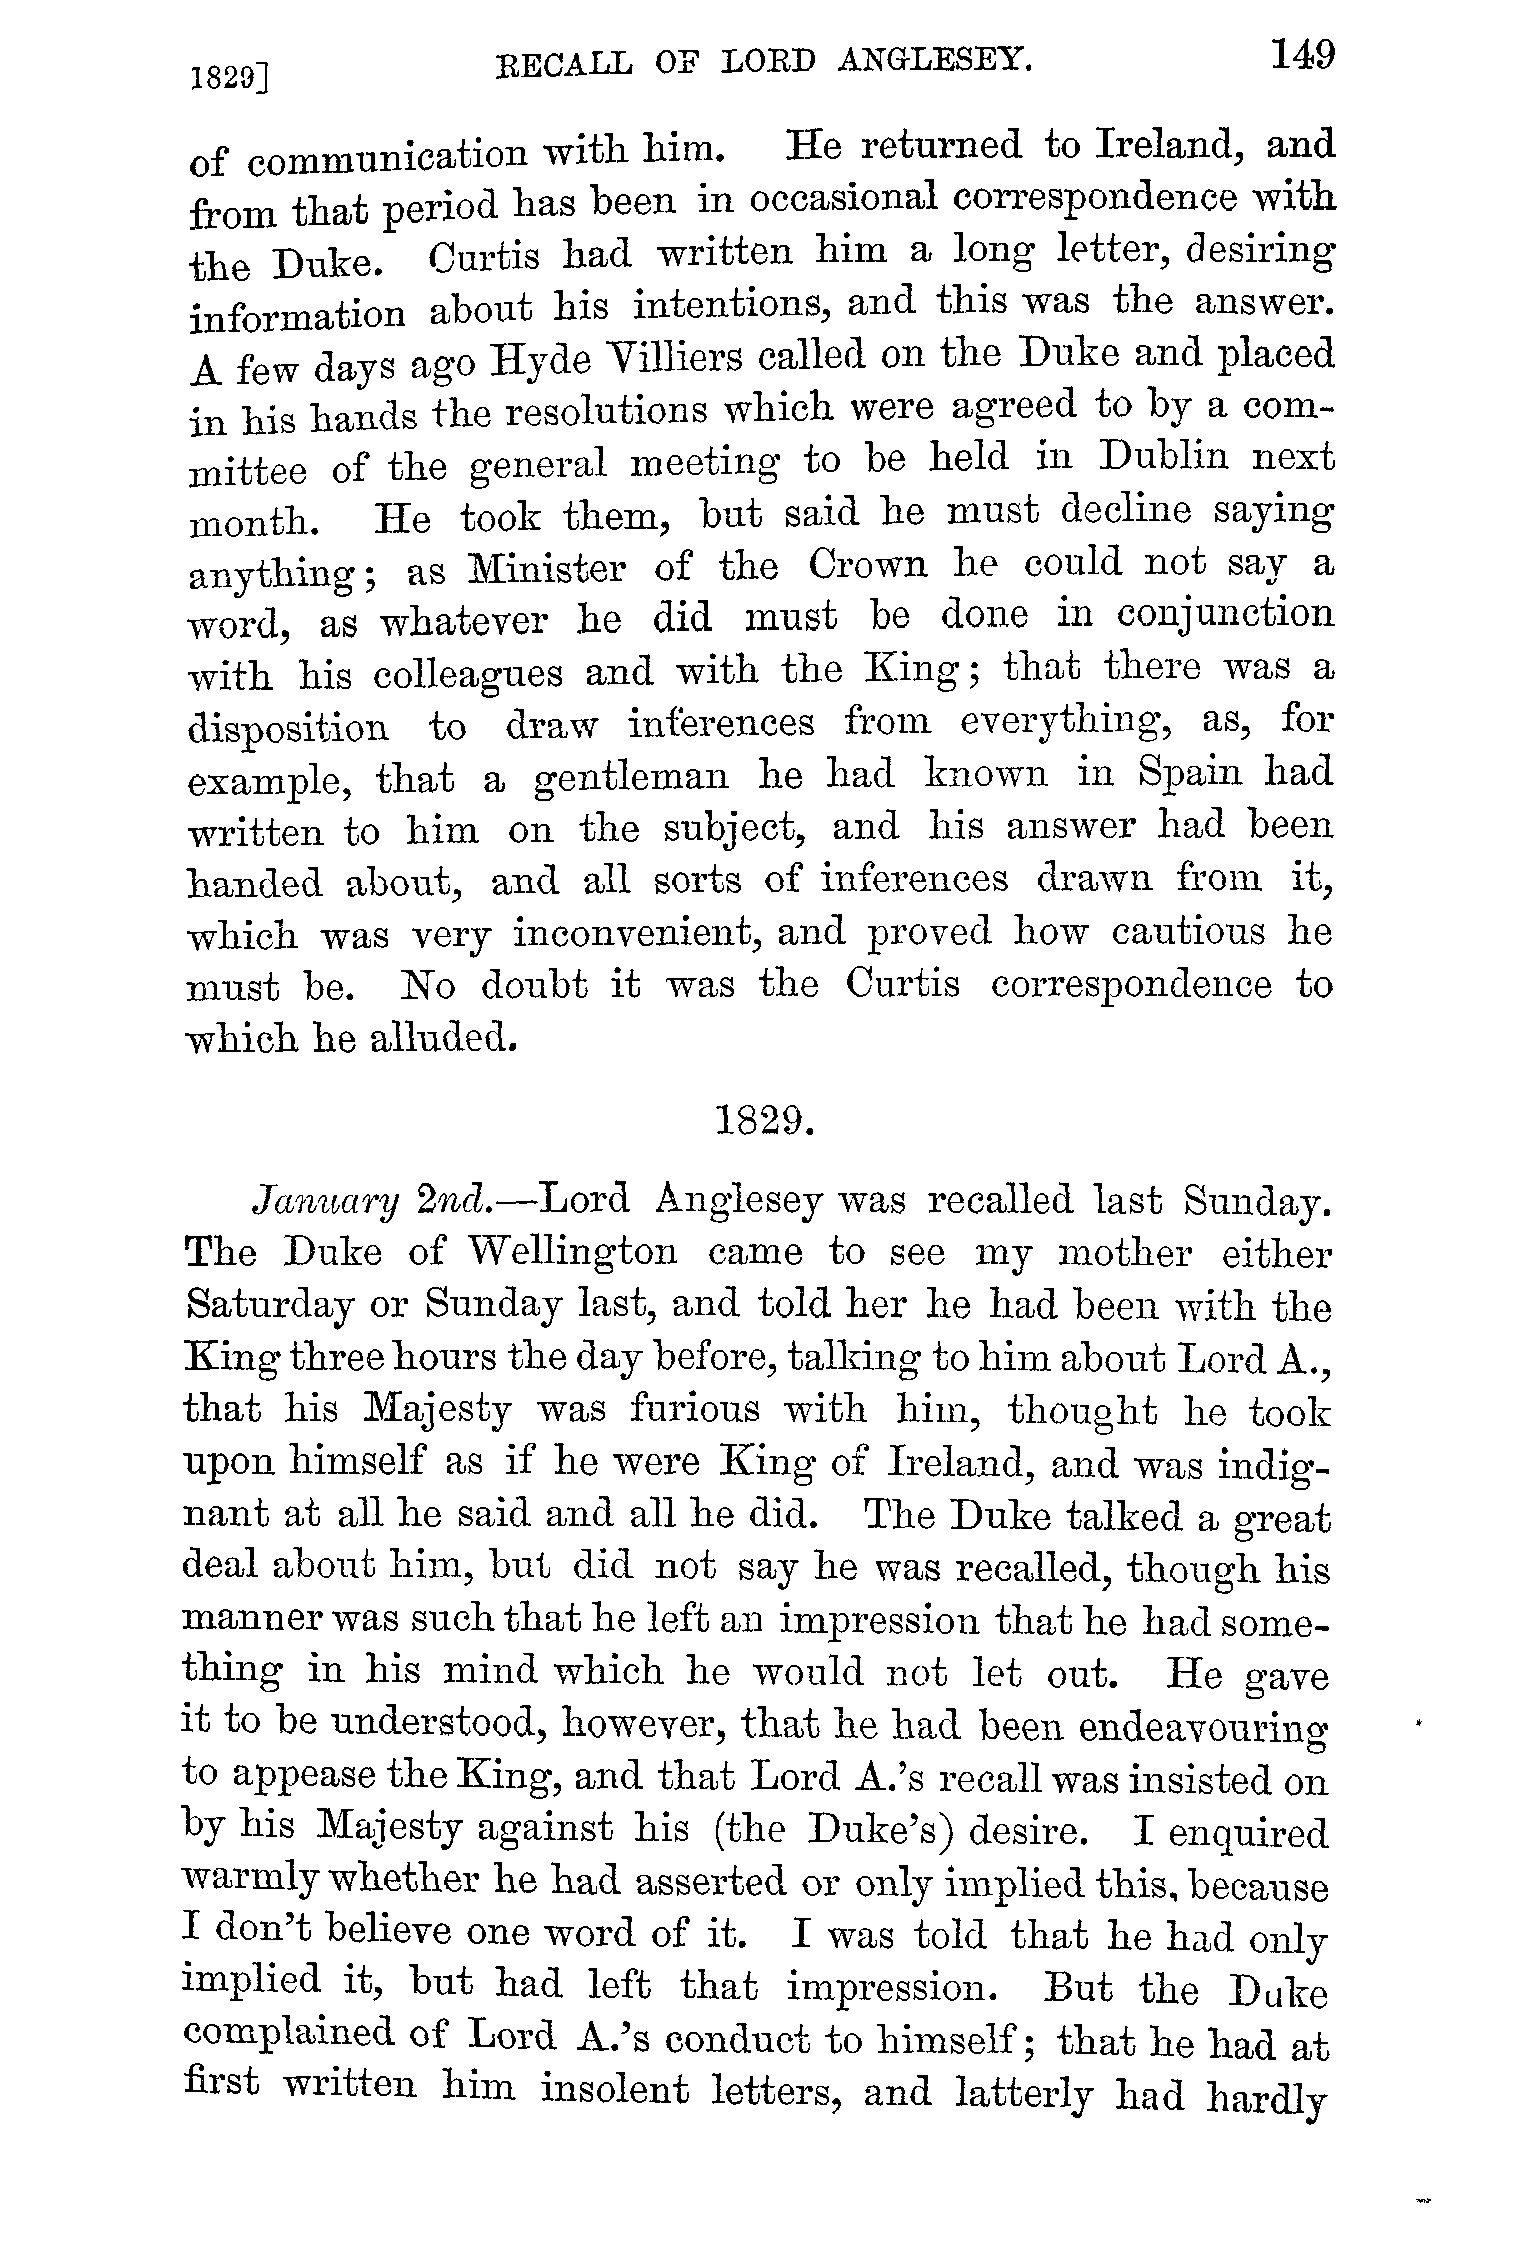 1829] RECALL OF LORD ANGLESEY. 149
of communication with him. He returned to Ireland, and
from that period has been in occasional correspondence with
the Duke. Curtis had written him a long letter, desiring
information about his intentions, and this was the answer.
A few days ago Hyde Villiers called on the Duke and placed
in his hands the resolutions which were agreed to by a com-
mittee of the general meeting to be held in Dublin next
month. He took them, but said he must decline saying
anything; as Minister of the Crown he could not say a
word, as whatever he did must be done in conjunction
with his colleagues and with the King; that there was a
disposition to draw inferences from everything, as, for
example, that a gentleman he had known in Spain had
written to him on the subject, and his answer had been
handed about, and all sorts of inferences drawn from it,
which was very inconvenient, and proved how cautious he
must be. No doubt it was the Curtis correspondence to
which he alluded.
1829.
January 2nd.—Lord Anglesey was recalled last Sunday.
The Duke of Wellington came to see my mother either
Saturday or Sunday last, and told her he had been with the
King three hours the day before, talking to him about Lord A.,
that his Majesty was furious with him, thought he took
upon himself as if he were King of Ireland, and was indig-
nant at all he said and all he did. The Duke talked a great
deal about him, but did not say he was recalled, though his
manner was such that he left an impression that he had some-
thing in his mind which he would not let out. He gave
it to be understood, however, that he had been endeavouring
to appease the King, and that Lord A.'s recall was insisted on
by his Majesty against his (the Duke's) desire. I enquired
warmly whether he had asserted or only implied this, because
I don't believe one word of it. I was told that he had only
implied it, but had left that impression. But the Duke
complained of Lord A.'s conduct to himself; that he had at
first written him insolent letters, and latterly had hardly